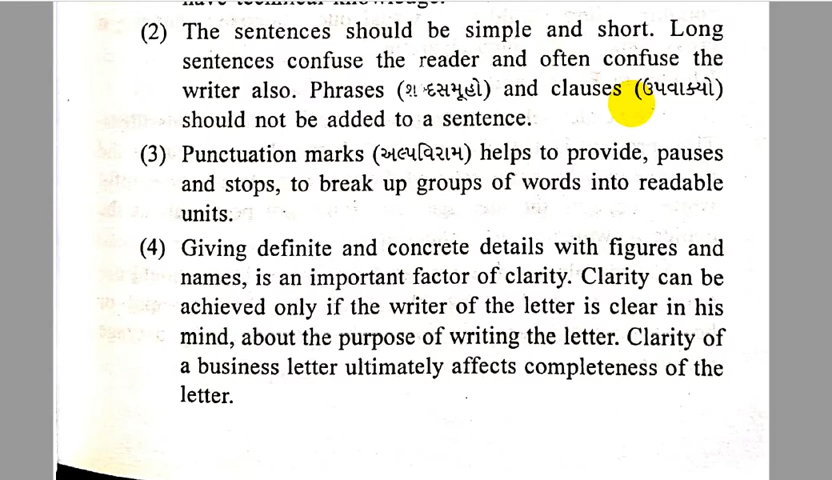 (2) The sentences should be simple and short. Long
sentences confuse the reader and often confuse the
writer also. Phrases (શબ્દસમૂહો) and clauses (ઉપવાક્યો)
should not be added to a sentence.
(3) Punctuation marks (અલ્પવિરામ) helps to provide, pauses
and stops, to break up groups of words into readable
units.
(4) Giving definite and concrete details with figures and
names, is an important factor of clarity. Clarity can be
achieved only if the writer of the letter is clear in his
mind, about the purpose of writing the letter. Clarity of
a business letter ultimately affects completeness of the
letter.